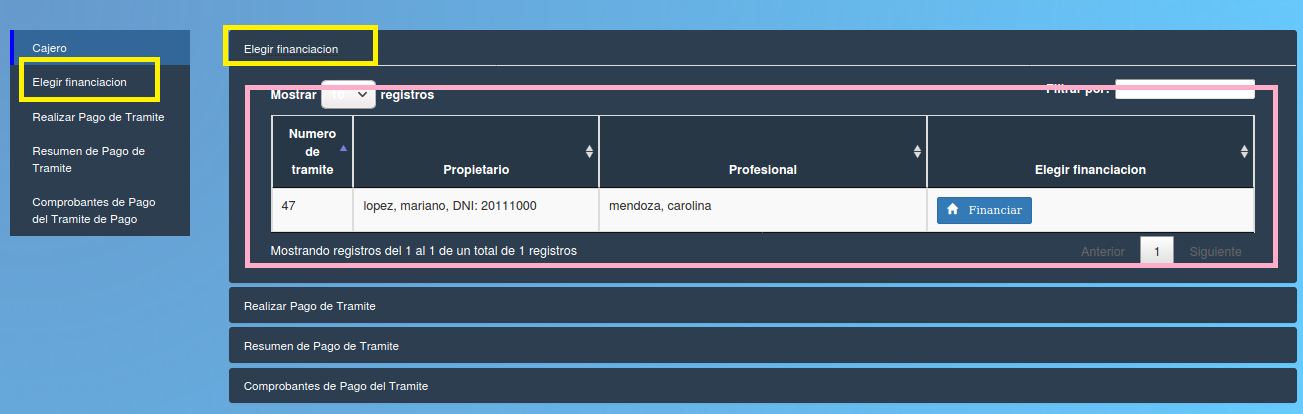 Cajero
Elegir financiacion
Realizar Pago de Tramite
Resumen de Pago de
Tramite
Comprobantes de Pago
del Tramite de Pago
Elegir financiacion
Mostrar 10 registros
Filtrar por:
Numero
de
tramite
Propietario
Profesional
Elegir financiacion
47
lopez, mariano, DNI: 20111000
mendoza, carolina
Financiar
Mostrando registros del 1 al 1 de un total de 1 registros
Anterior
1
Siguiente
Realizar Pago de Tramite
Resumen de Pago de Tramite
Comprobantes de Pago del Tramite